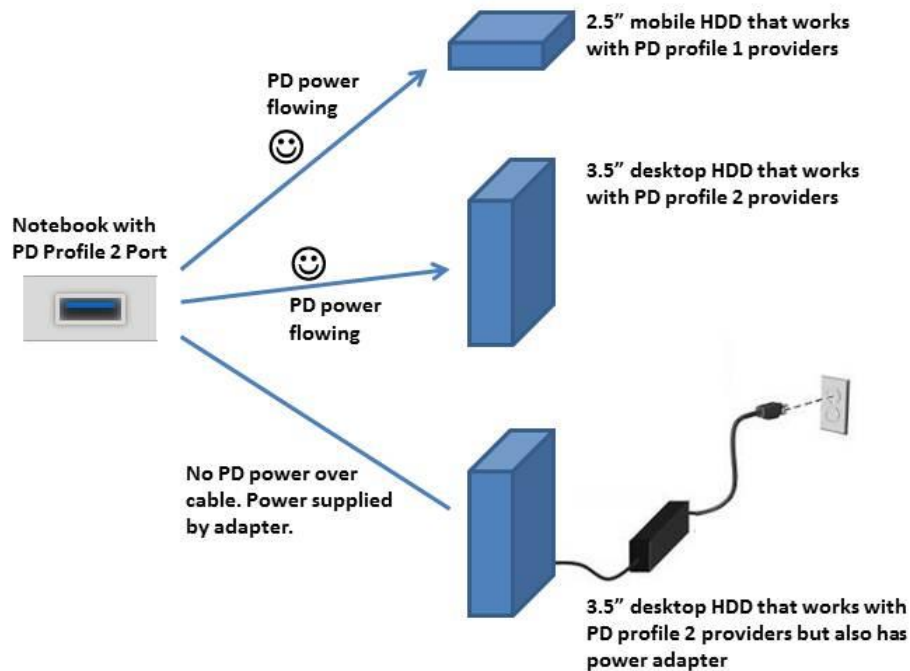 2.5” mobile HDD that works
with PD profile 1 providers
PD power
flowing
3.5” desktop HDD that works
with PD profile 2 providers
Notebook with
PD Profile 2 Port
PD power
flowing
No PD power over
cable. Power supplied
by adapter.
3.5” desktop HDD that works with
PD profile 2 providers but also has
power adapter